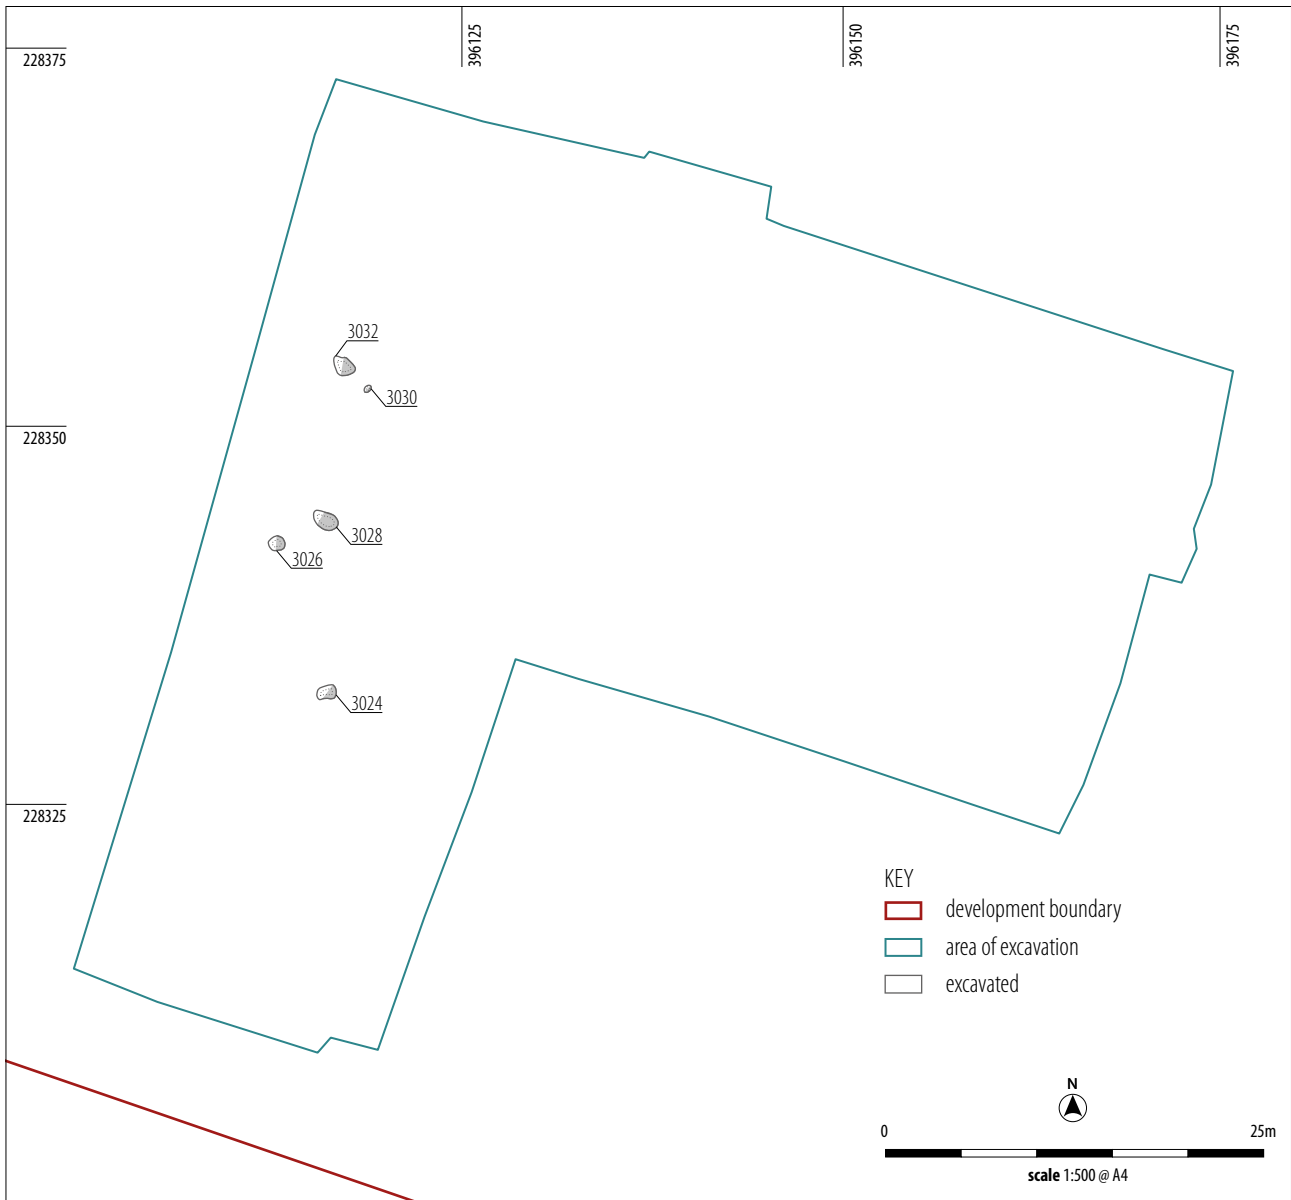 396125
396150
396175
228375
3032
3030
228350
3028
3026
3024
228325
KEY
development boundary
area of excavation
excavated
N
0 25m
scale 1:500 @ A4